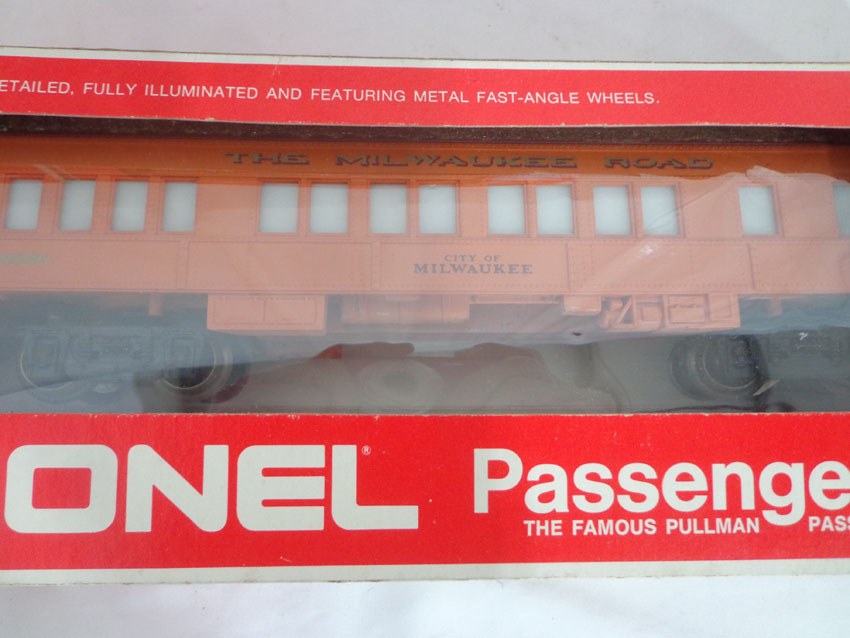 ETAILED, FULLY ILLUMINATED AND FEATURING METAL FAST-ANGLE WHEELS.
THE MILWAUKEE ROAD
CITY OF
MILWAUKEE
ONEL® Passenge
THE FAMOUS PULLMAN PASS